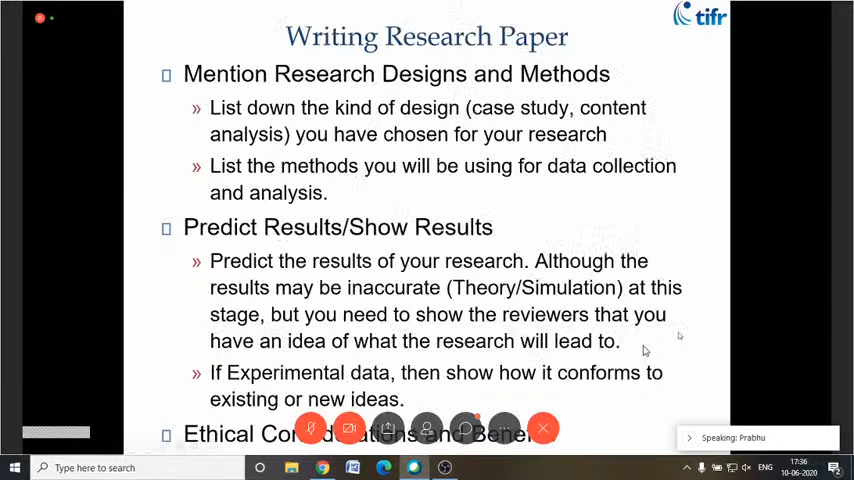 tifr
Writing Research Paper
Mention Research Designs and Methods
» List down the kind of design (case study, content
analysis) you have chosen for your research
» List the methods you will be using for data collection
and analysis.
Predict Results/Show Results
» Predict the results of your research. Although the
results may be inaccurate (Theory/Simulation) at this
stage, but you need to show the reviewers that you
have an idea of what the research will lead to.
» If Experimental data, then show how it conforms to
existing or new ideas.
Ethical and
Speaking: Prabhu
Type here to search
ENG
17:36
10-06-2020
2